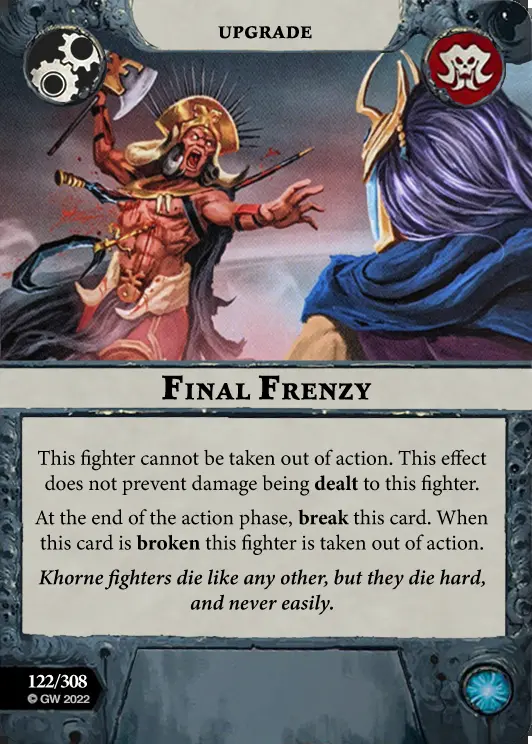 UPGRADE
FINAL FRENZY
This fighter cannot be taken out of action. This effect
does not prevent damage being dealt to this fighter.
At the end of the action phase, break this card. When
this card is broken this fighter is taken out of action.
Khorne fighters die like any other, but they die hard,
and never easily.
122/308
© GW 2022